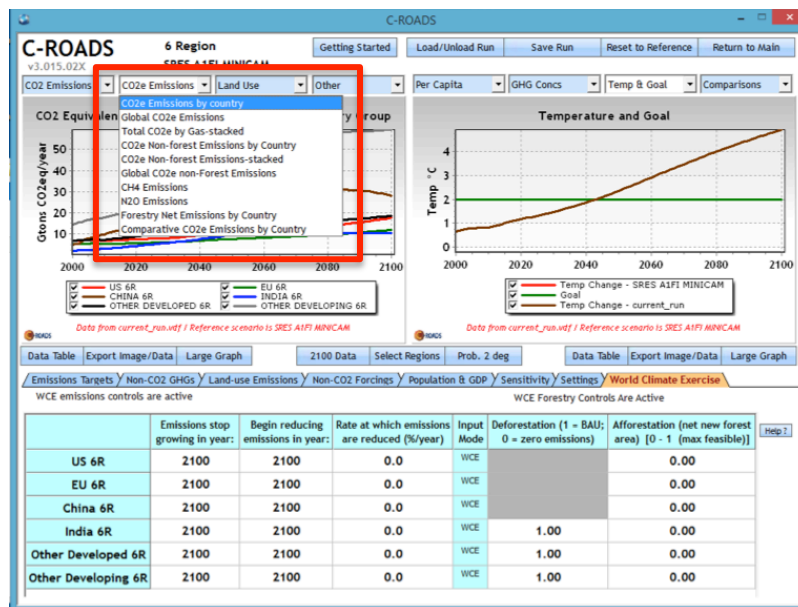 C-ROADS
C-ROADS
6 Region
Getting Started
Load/Unload Run
Save Run
Reset to Reference
Return to Main
v3.015.02X
SRES A1FI MINICAM
CO2 Emissions
CO2e Emissions
Land Use
Other
Per Capita
GHG Concs
Temp & Goal
Comparisons
CO2e Emissions by country
Global CO2e Emissions
Total CO2e by Gas-stacked
CO2e Non-forest Emissions by Country
CO2e Non-forest Emissions-stacked
Global CO2e non-Forest Emissions
CH4 Emissions
N2O Emissions
Forestry Net Emissions by Country
Comparative CO2e Emissions by Country
CO2 Equivalen
ry Group
Gtons CO2eq/year
50
40
30
20
10
2000
2020
2040
2060
2080
2100
US 6R
EU 6R
CHINA 6R
INDIA 6R
OTHER DEVELOPED 6R
OTHER DEVELOPING 6R
Data from current_run.vdf / Reference scenario is SRES A1FI MINICAM
Temperature and Goal
Temp °C
4
3
2
1
0
2000
2020
2040
2060
2080
2100
Temp Change - SRES A1FI MINICAM
Goal
Temp Change - current_run
Data from current_run.vdf / Reference scenario is SRES A1FI MINICAM
Data Table
Export Image/Data
Large Graph
2100 Data
Select Regions
Prob. 2 deg
Data Table
Export Image/Data
Large Graph
Emissions Targets
Non-CO2 GHGs
Land-use Emissions
Non-CO2 Forcings
Population & GDP
Sensitivity
Settings
World Climate Exercise
WCE emissions controls are active
WCE Forestry Controls Are Active
Emissions stop growing in year:
Begin reducing emissions in year:
Rate at which emissions are reduced (%/year)
Input Mode
Deforestation (1 = BAU; 0 = zero emissions)
Afforestation (net new forest area) [0 - 1 (max feasible)]
Help ?
US 6R 2100 2100 0.0 WCE 0.00
EU 6R 2100 2100 0.0 WCE 0.00
China 6R 2100 2100 0.0 WCE 0.00
India 6R 2100 2100 0.0 WCE 1.00 0.00
Other Developed 6R 2100 2100 0.0 WCE 1.00 0.00
Other Developing 6R 2100 2100 0.0 WCE 1.00 0.00